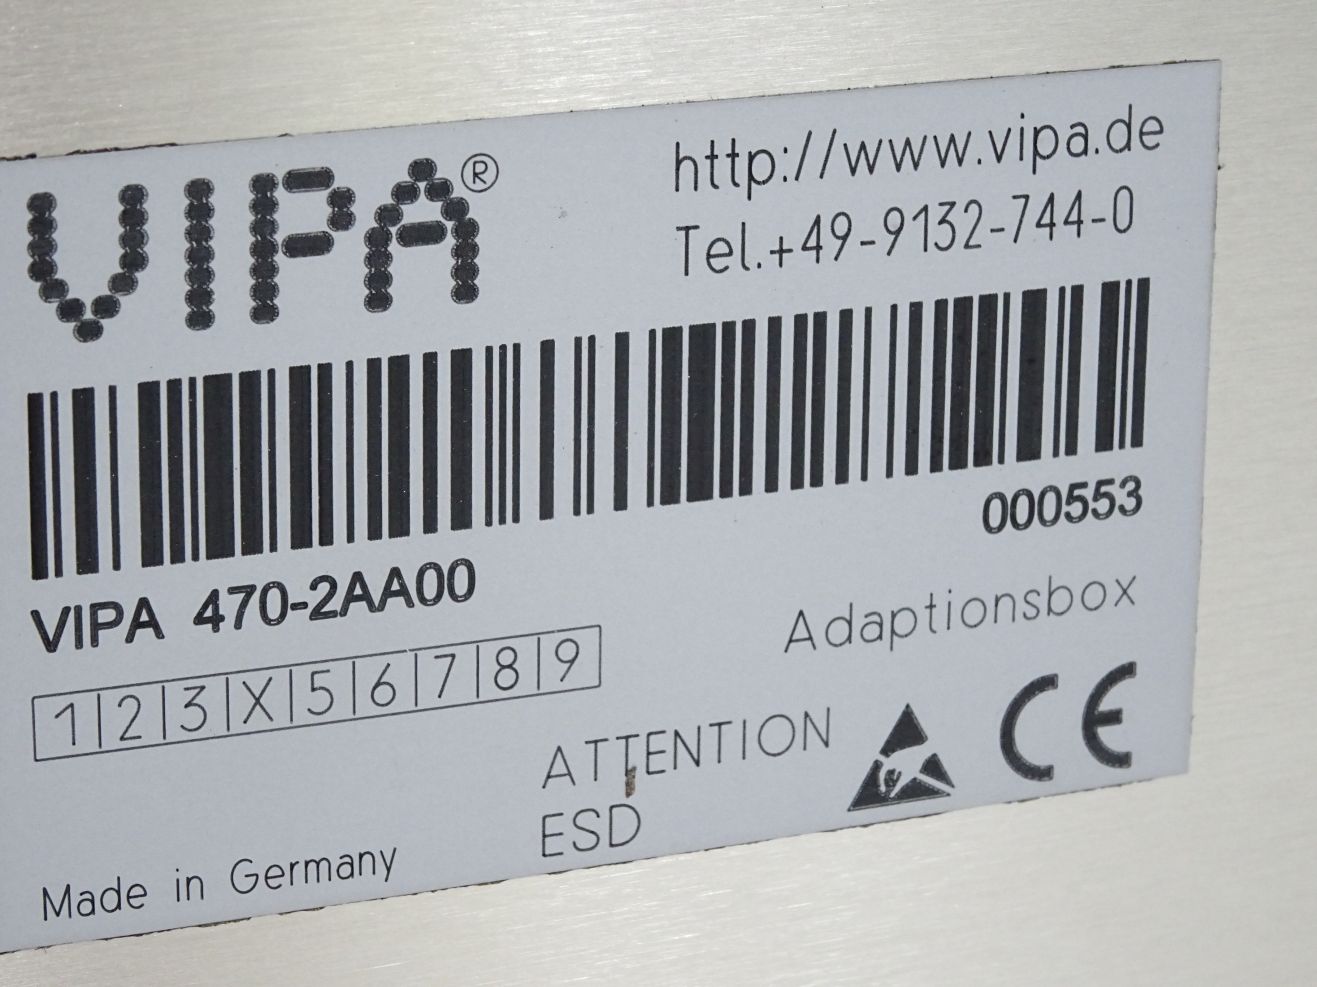 VIPA®
http://www.vipa.de
Tel.+49-9132-744-0
000553
VIPA 470-2AA00
Adaptionsbox
1|2|3|X|5|6|7|8|9
ATTENTION
ESD
CE
Made in Germany